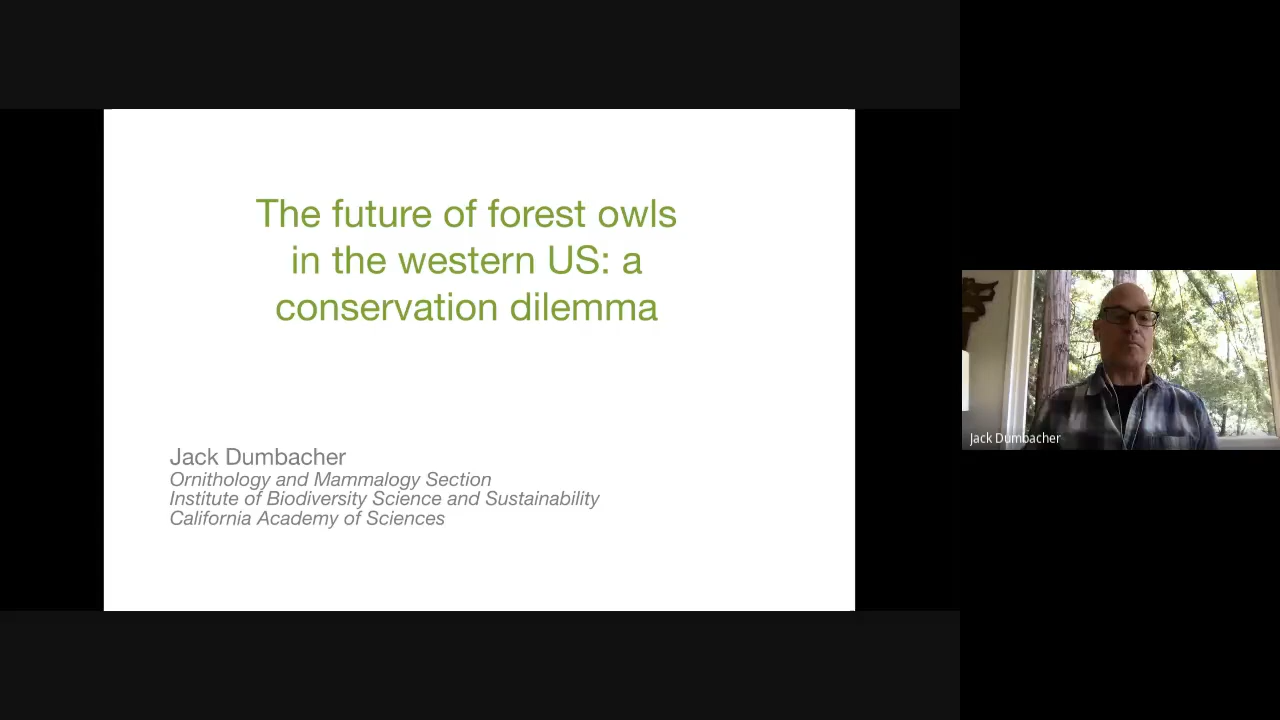 The future of forest owls
in the western US: a
conservation dilemma
Jack Dumbacher
Ornithology and Mammalogy Section
Institute of Biodiversity Science and Sustainability
California Academy of Sciences
Jack Dumbacher